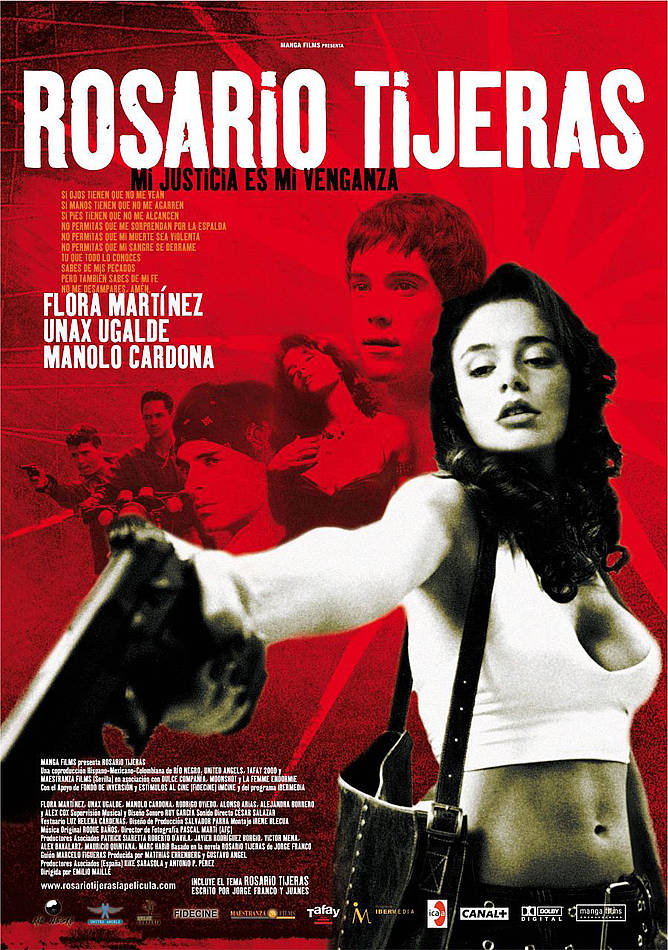 MANGA FILMS PRESENTA
ROSARIO TIJERAS
Mi JUSTiCiA ES Mi VENGANZA
SI OJOS TIENEN QUE NO ME VEAN
SI MANOS TIENEN QUE NO ME AGARREN
SI PIES TIENEN QUE NO ME ALCANCEN
NO PERMITAS QUE ME SORPRENDAN POR LA ESPALDA
NO PERMITAS QUE MI MUERTE SEA VIOLENTA
NO PERMITAS QUE MI SANGRE SE DERRAME
TU QUE TODO LO CONOCES
SABES DE MIS PECADOS
PERO TAMBIÉN SABES DE MI FE
NO ME DESAMPARES, AMÉN.
FLORA MARTÍNEZ
UNAX UGALDE
MANOLO CARDONA
MANGA FILMS presenta ROSARIO TIJERAS
Una coproducción Hispano-Mexicano-Colombiana de RÍO NEGRO, UNITED ANGELS, TAFAY 2000 y
MAESTRANZA FILMS (Sevilla) en asociación con DULCE COMPAÑÍA, MOONSHOT y LA FEMME ENDORMIE
Con el Apoyo de FONDO DE INVERSIÓN y ESTÍMULOS AL CINE [FIDECINE] IMCINE y del programa IBERMEDIA
FLORA MARTÍNEZ, UNAX UGALDE, MANOLO CARDONA, RODRIGO OVIEDO, ALONSO ARIAS, ALEJANDRA BORRERO
y ALEX COX Supervisión Musical y Diseño Sonoro RUY GARCÍA Sonido Directo CÉSAR SALAZAR
Vestuario LUZ HELENA CÁRDENAS, Diseño de Producción SALVADOR PARRA Montaje IRENE BLECUA
Música Original ROQUE BAÑOS, Director de Fotografía PASCAL MARTÍ (AFC)
Productores Asociados PATRIK SIARETTA ROBERTO D'AVILA, JAVIER RODRÍGUEZ BORGIO, VICTOR MENA,
ALEX BAKALARZ, MAURICIO QUINTANA, MARC HABIB Basado en la novela ROSARIO TIJERAS de JORGE FRANCO
Guión MARCELO FIGUERAS Producida por MATTHIAS EHRENBERG y GUSTAVO ANGEL
Productores Asociados (España) KIKE SARASOLA y ANTONIO P. PÉREZ
Dirigida por EMILIO MAILLÉ
www.rosariotijeraslapelicula.com
INCLUYE EL TEMA ROSARIO TIJERAS
ESCRITO POR JORGE FRANCO Y JUANES
UNITED ANGELS
FIDECINE
MAESTRANZA FILMS
Tafay
IBERMEDIA
icaa
CANAL+
DOLBY DIGITAL
dts
manga films